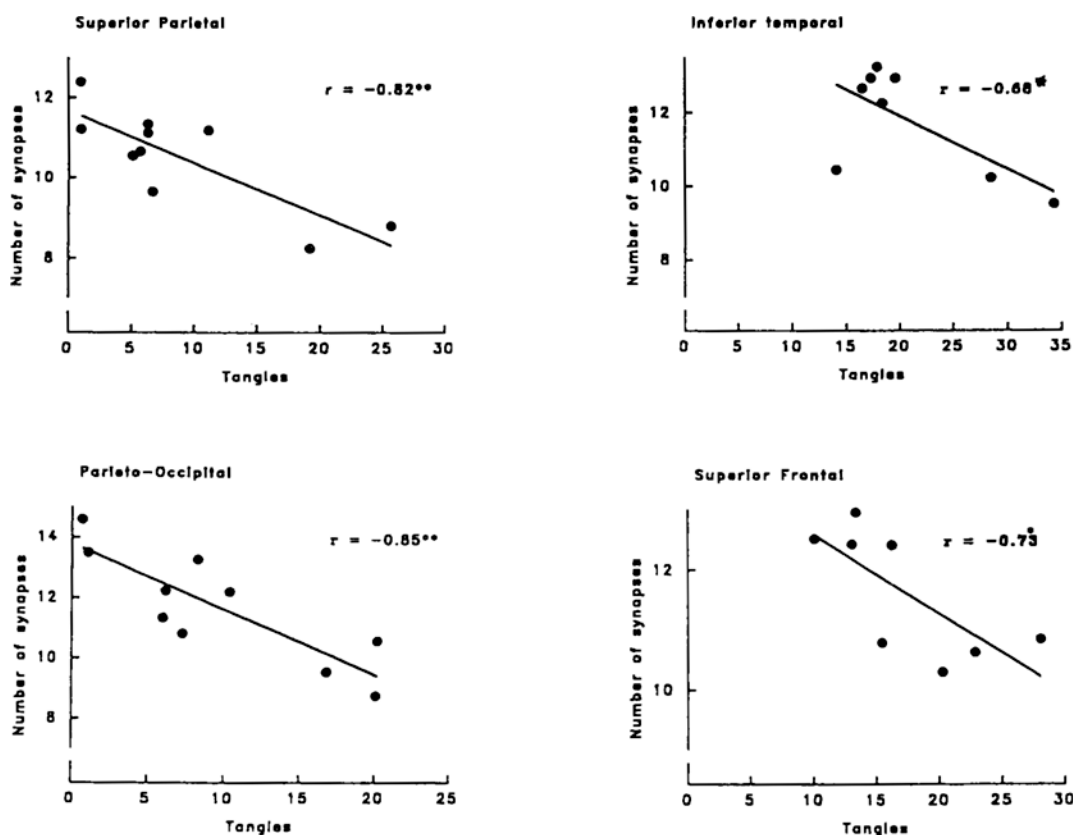 Superior Parietal
Number of synapses
12
10
8
r = -0.82**
0 5 10 15 20 25 30
Tangles
Inferior temporal
Number of synapses
12
10
8
r = -0.68*
0 5 10 15 20 25 30 35
Tangles
Parieto-Occipital
Number of synapses
14
12
10
8
r = -0.85**
0 5 10 15 20 25
Tangles
Superior Frontal
Number of synapses
12
10
r = -0.73*
0 5 10 15 20 25 30
Tangles